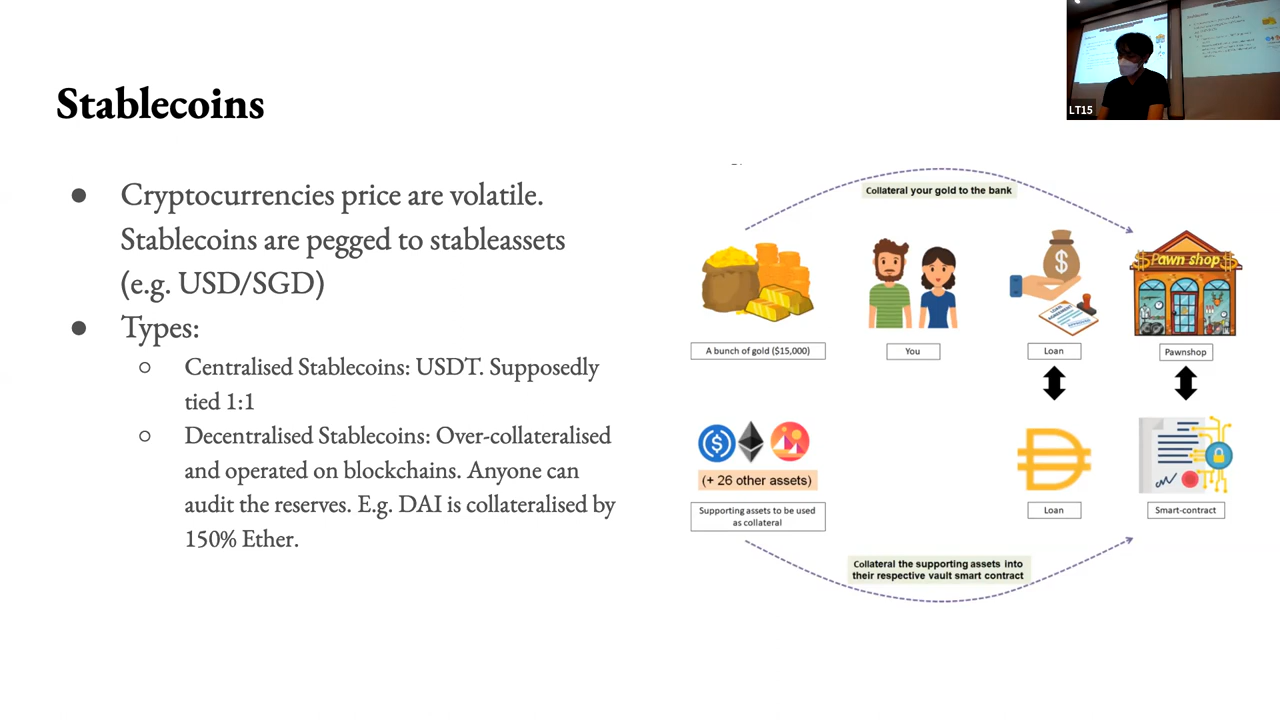 Stablecoins
LT15
● Cryptocurrencies price are volatile.
Stablecoins are pegged to stableassets
(e.g. USD/SGD)
● Types:
○ Centralised Stablecoins: USDT. Supposedly
tied 1:1
○ Decentralised Stablecoins: Over-collateralised
and operated on blockchains. Anyone can
audit the reserves. E.g. DAI is collateralised by
150% Ether.
Collateral your gold to the bank
Pawn shop
A bunch of gold ($15,000)
You
Loan
Pawnshop
(+ 26 other assets)
Supporting assets to be used
as collateral
Loan
Smart-contract
Collateral the supporting assets into
their respective vault smart contract